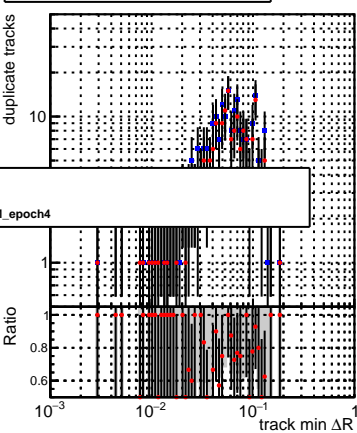 duplicate tracks
10
l_epoch4
1
Ratio
1
0.8
0.6
10⁻³ 10⁻² 10⁻¹ 1
track min ΔR